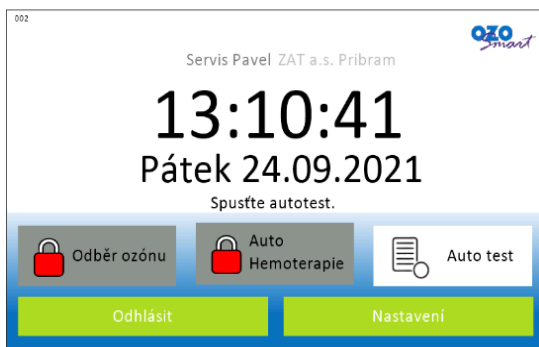 002
OZO
Smart
Servis Pavel ZAT a.s. Pribram
13:10:41
Pátek 24.09.2021
Spusťte autotest.
Odběr ozónu
Auto
Hemoterapie
Auto test
Odhlásit
Nastavení